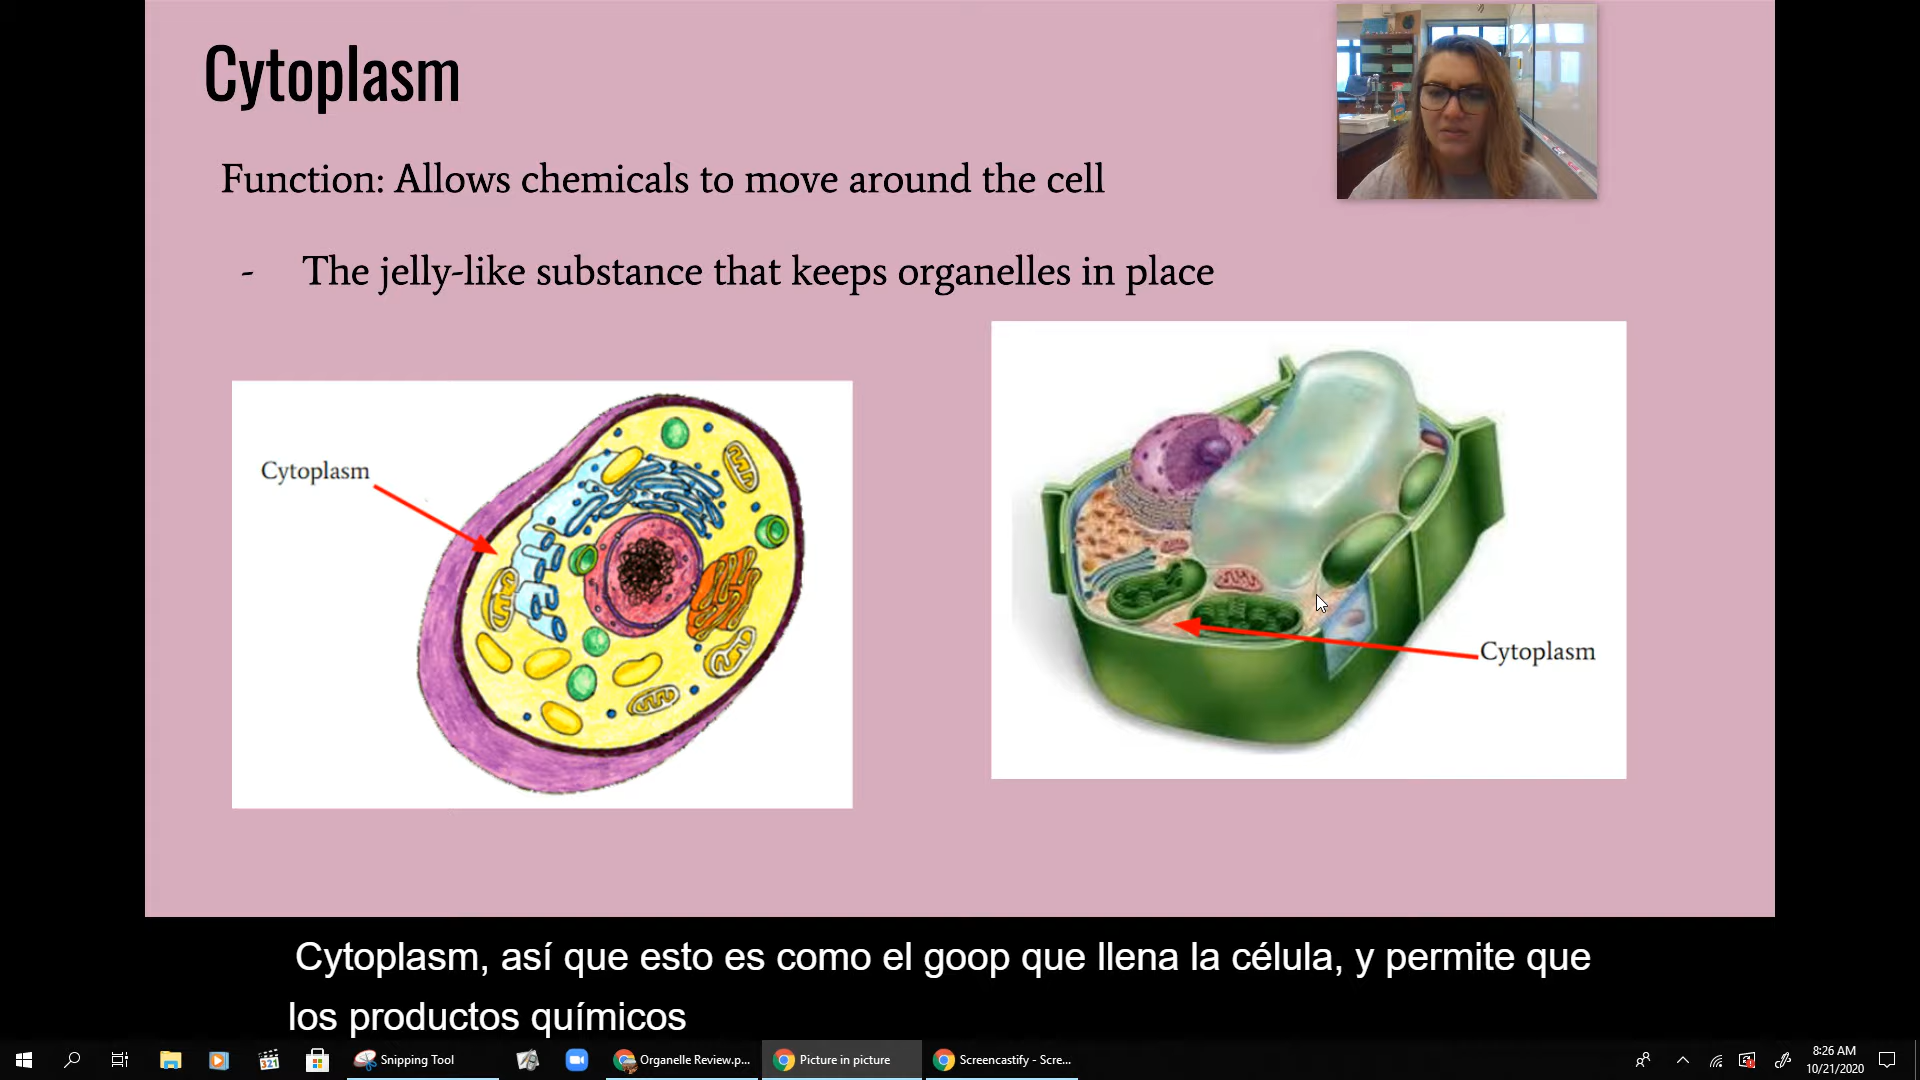 Cytoplasm
Function: Allows chemicals to move around the cell
- The jelly-like substance that keeps organelles in place
Cytoplasm
Cytoplasm
Cytoplasm, así que esto es como el goop que llena la célula, y permite que
los productos químicos
321
Snipping Tool
Organelle Review.p...
Picture in picture
Screencastify - Scre...
8:26 AM
10/21/2020